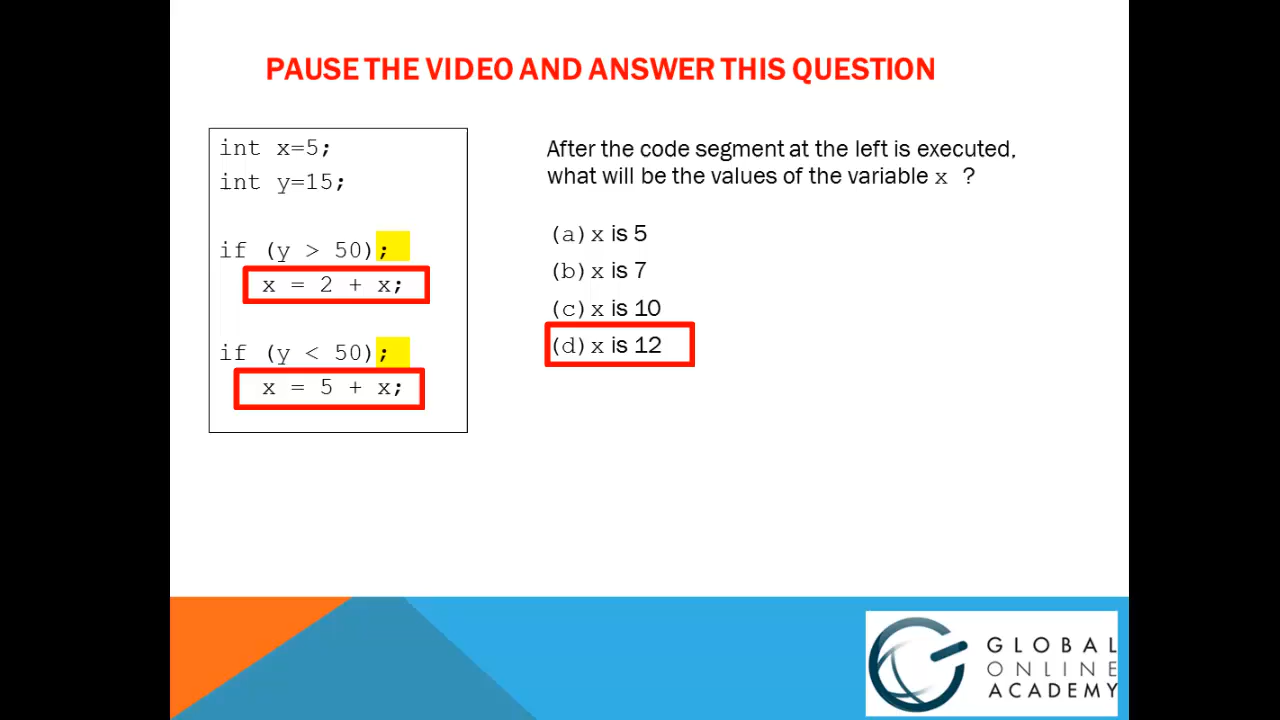 PAUSE THE VIDEO AND ANSWER THIS QUESTION
int x=5;
int y=15;
if (y > 50);
x = 2 + x;
if (y < 50);
x = 5 + x;
After the code segment at the left is executed,
what will be the values of the variable x ?
(a) x is 5
(b) x is 7
(c) x is 10
(d) x is 12
GLOBAL
ONLINE
ACADEMY